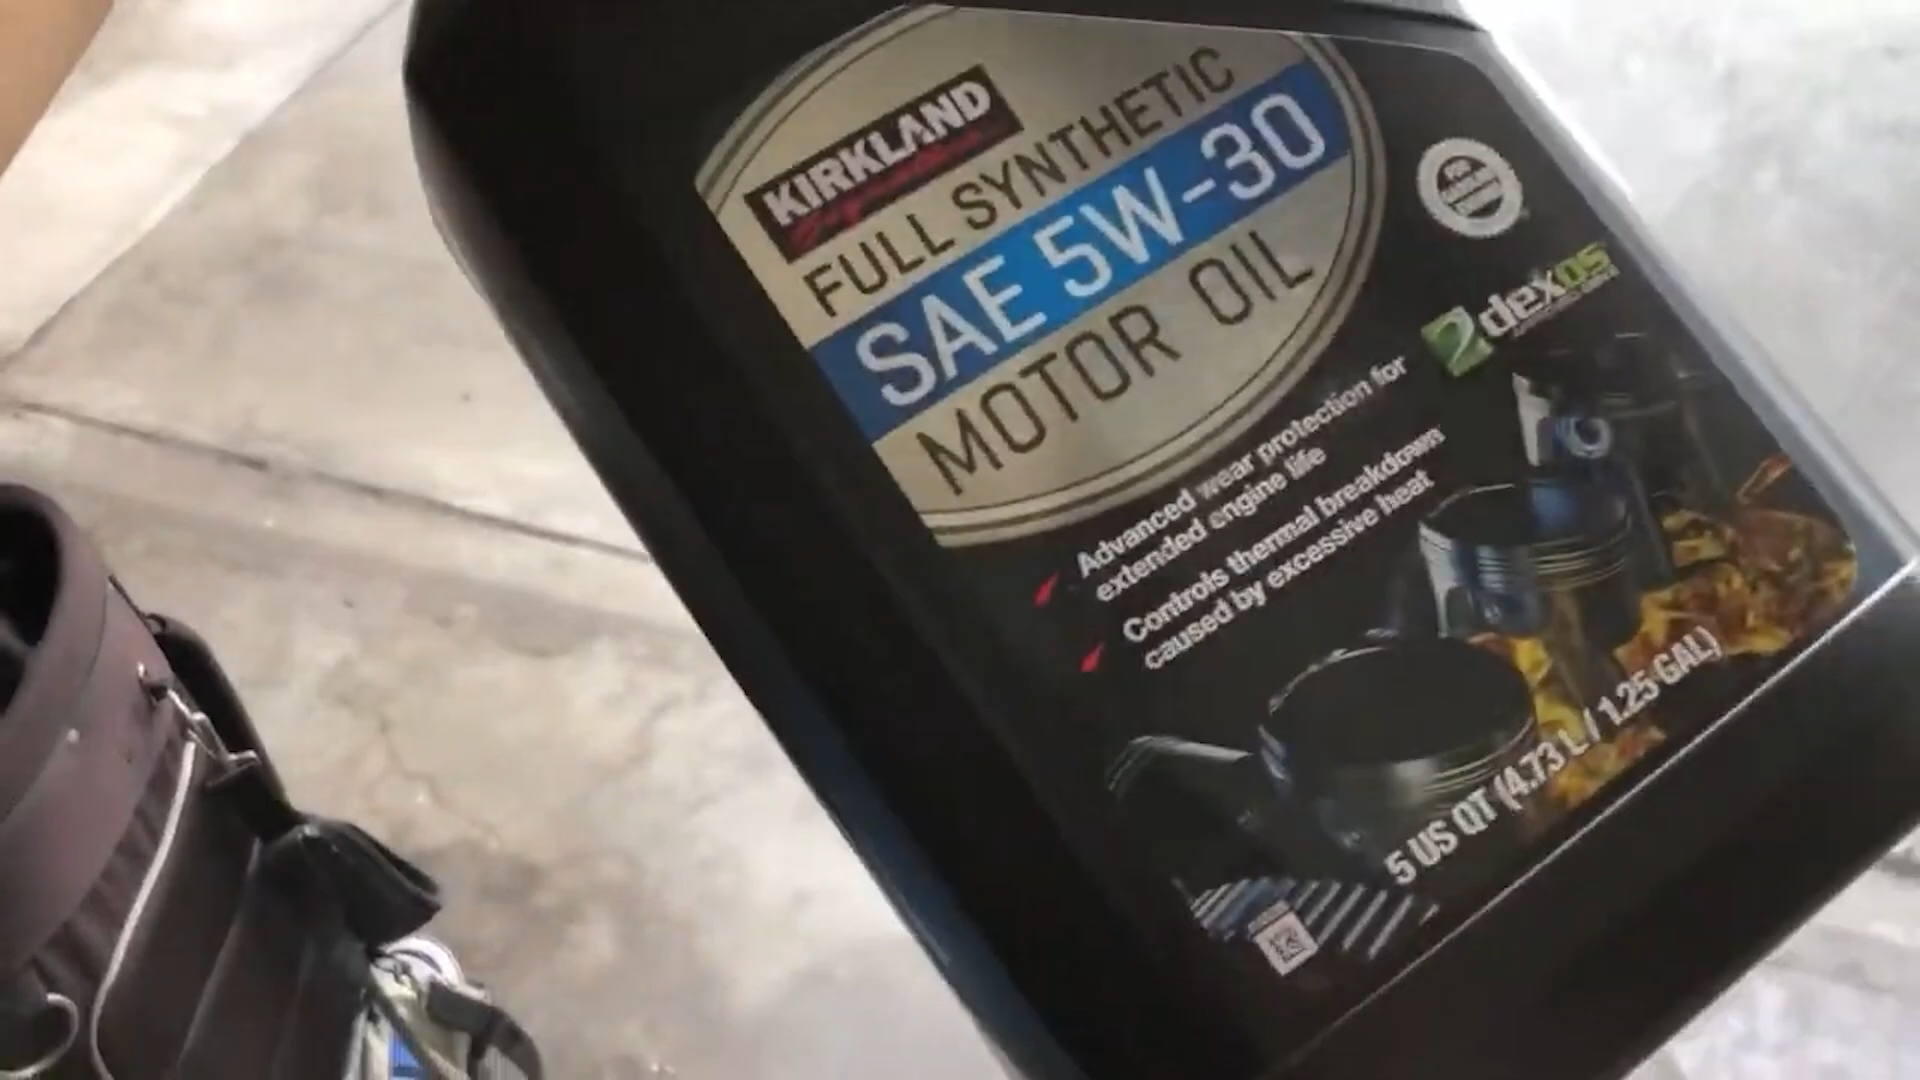 KIRKLAND
Signature
FULL SYNTHETIC
SAE 5W-30
MOTOR OIL
dexos
Advanced wear protection for
extended engine life
Controls thermal breakdown
caused by excessive heat
5 US QT (4.73 L / 1.25 GAL)